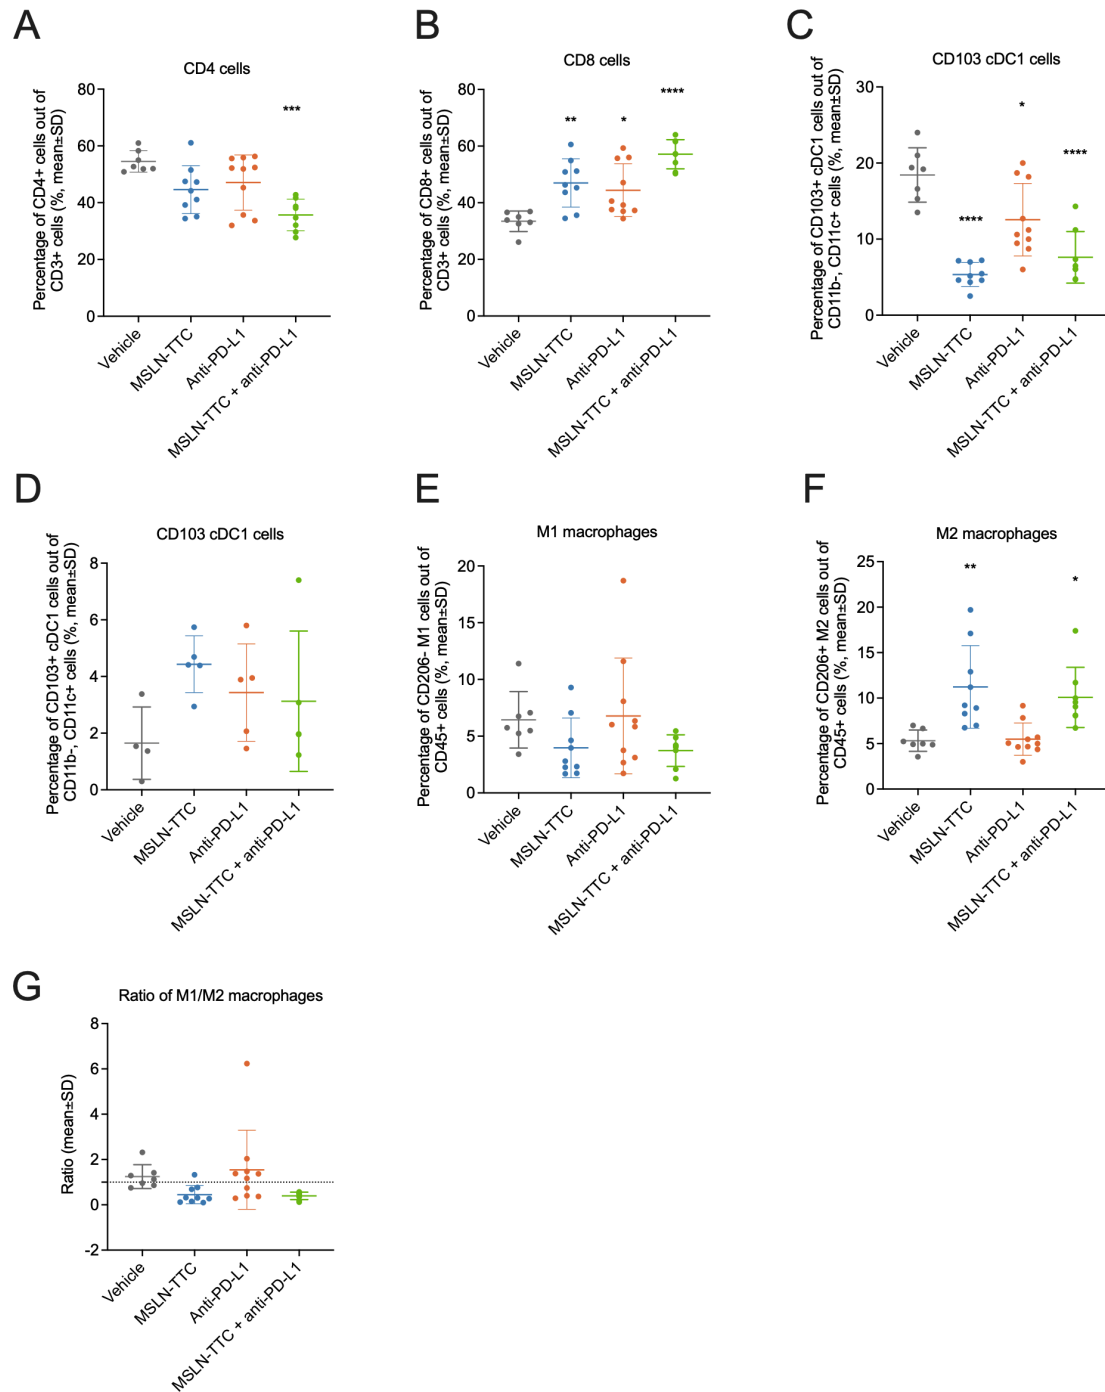 A
CD4 cells
Percentage of CD4+ cells out of
CD3+ cells (%, mean±SD)
80
60
40
20
0
***
Vehicle
MSLN-TTC
Anti-PD-L1
MSLN-TTC + anti-PD-L1
B
CD8 cells
Percentage of CD8+ cells out of
CD3+ cells (%, mean±SD)
80
60
40
20
0
**
*
****
Vehicle
MSLN-TTC
Anti-PD-L1
MSLN-TTC + anti-PD-L1
C
CD103 cDC1 cells
Percentage of CD103+ cDC1 cells out of
CD11b-, CD11c+ cells (%, mean±SD)
30
20
10
0
****
*
****
Vehicle
MSLN-TTC
Anti-PD-L1
MSLN-TTC + anti-PD-L1
D
CD103 cDC1 cells
Percentage of CD103+ cDC1 cells out of
CD11b-, CD11c+ cells (%, mean±SD)
8
6
4
2
0
Vehicle
MSLN-TTC
Anti-PD-L1
MSLN-TTC + anti-PD-L1
E
M1 macrophages
Percentage of CD206- M1 cells out of
CD45+ cells (%, mean±SD)
20
15
10
5
0
Vehicle
MSLN-TTC
Anti-PD-L1
MSLN-TTC + anti-PD-L1
F
M2 macrophages
Percentage of CD206+ M2 cells out of
CD45+ cells (%, mean±SD)
25
20
15
10
5
0
**
*
Vehicle
MSLN-TTC
Anti-PD-L1
MSLN-TTC + anti-PD-L1
G
Ratio of M1/M2 macrophages
Ratio (mean±SD)
8
6
4
2
0
-2
Vehicle
MSLN-TTC
Anti-PD-L1
MSLN-TTC + anti-PD-L1